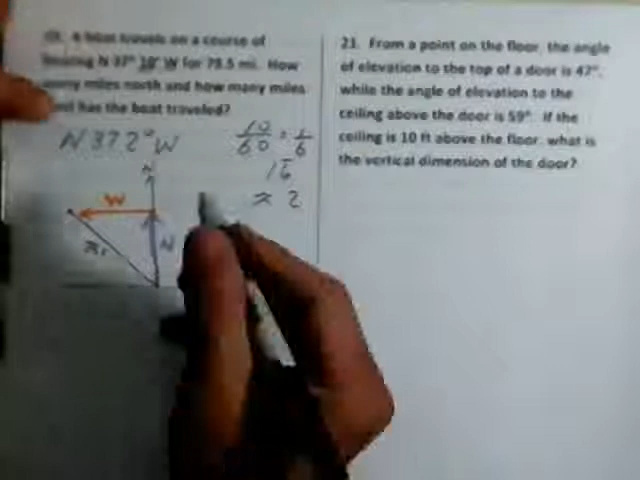 A boat travels on a course of
bearing N 37° 10' W for 79.5 mi. How
many miles north and how many miles
has the boat traveled?
N 37 2° W
10/60 = 1/6
.16
≈ 2
N
W
N
21. From a point on the floor, the angle
of elevation to the top of a door is 47°,
while the angle of elevation to the
ceiling above the door is 59°. If the
ceiling is 10 ft above the floor, what is
the vertical dimension of the door?